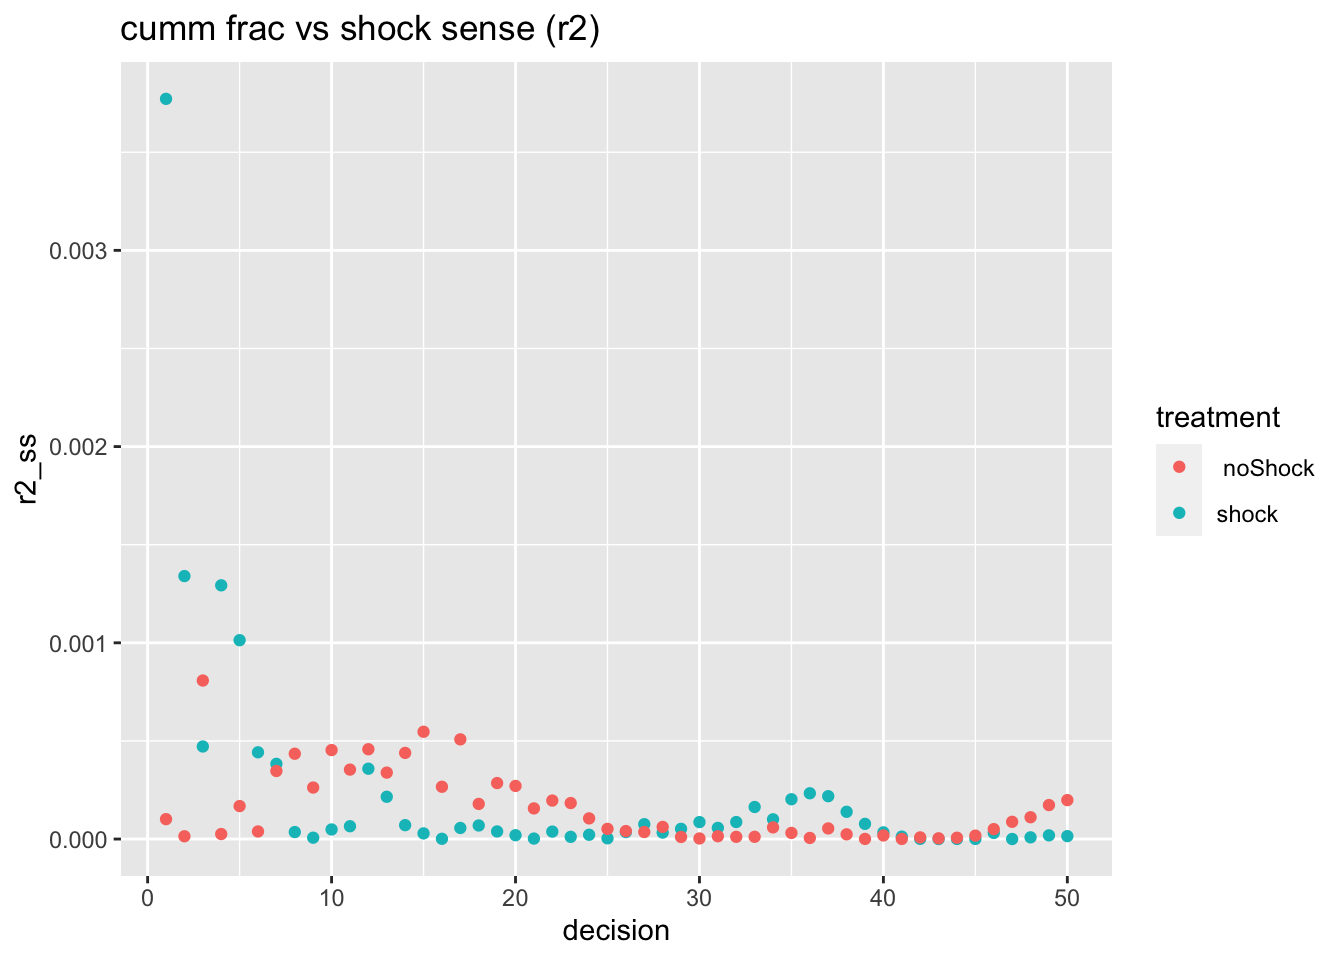 cumm frac vs shock sense (r2)
0.003
0.002
0.001
0.000
r2_ss
0 10 20 30 40 50
decision
treatment
noShock
shock